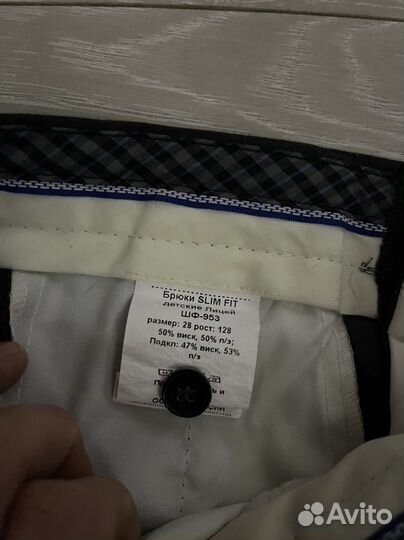 Брюки SLIM FIT
детские Лицей
ШФ-953
размер: 28 рост: 128
50% виск, 50% п/э;
Подкл: 47% виск, 53%
п/э
Avito